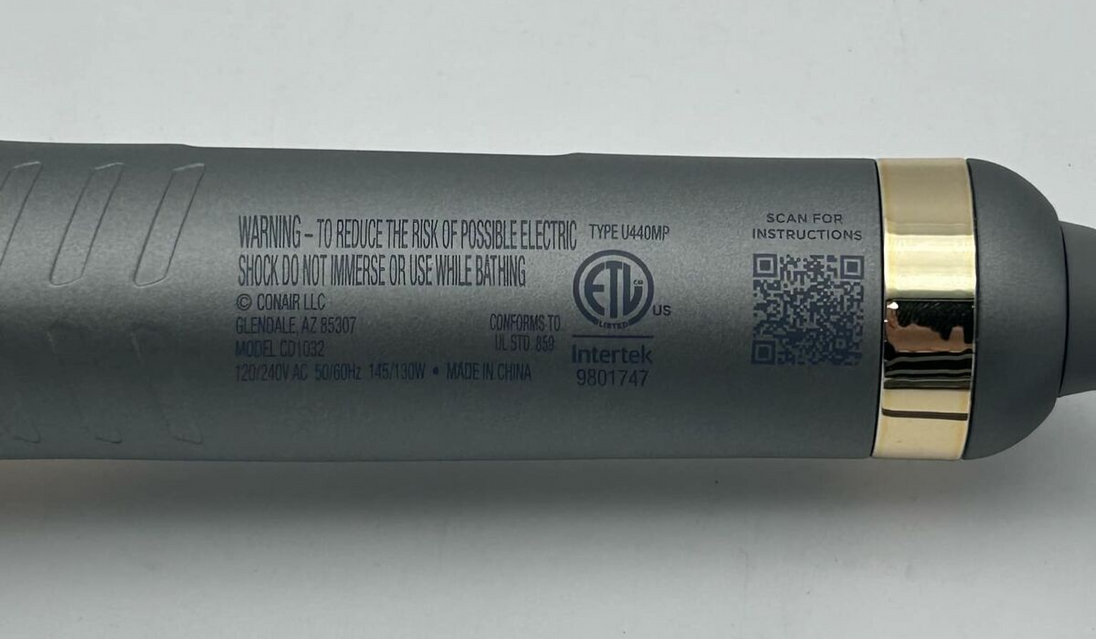 WARNING – TO REDUCE THE RISK OF POSSIBLE ELECTRIC
SHOCK DO NOT IMMERSE OR USE WHILE BATHING
© CONAIR LLC
GLENDALE, AZ 85307
MODEL CD1032
120/240V AC 50/60Hz 145/190W • MADE IN CHINA
CONFORMS TO
UL STD. 859
TYPE U440MP
ETL
CM
LISTED
US
Intertek
9801747
SCAN FOR
INSTRUCTIONS